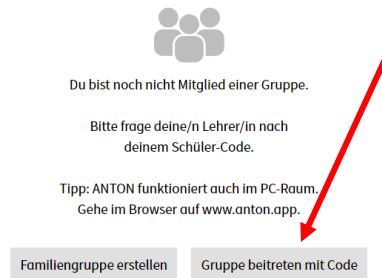 Du bist noch nicht Mitglied einer Gruppe.
Bitte frage deine/n Lehrer/in nach
deinem Schüler-Code.
Tipp: ANTON funktioniert auch im PC-Raum.
Gehe im Browser auf www.anton.app.
Familiengruppe erstellen
Gruppe beitreten mit Code